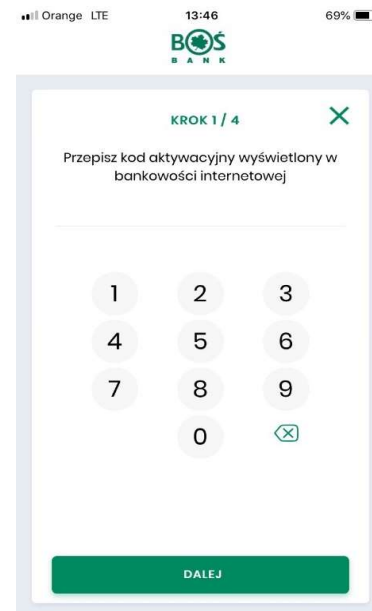 Orange LTE 13:46 69%
BOŚ
BANK
KROK 1 / 4
Przepisz kod aktywacyjny wyświetlony w
bankowości internetowej
1 2 3
4 5 6
7 8 9
0
DALEJ